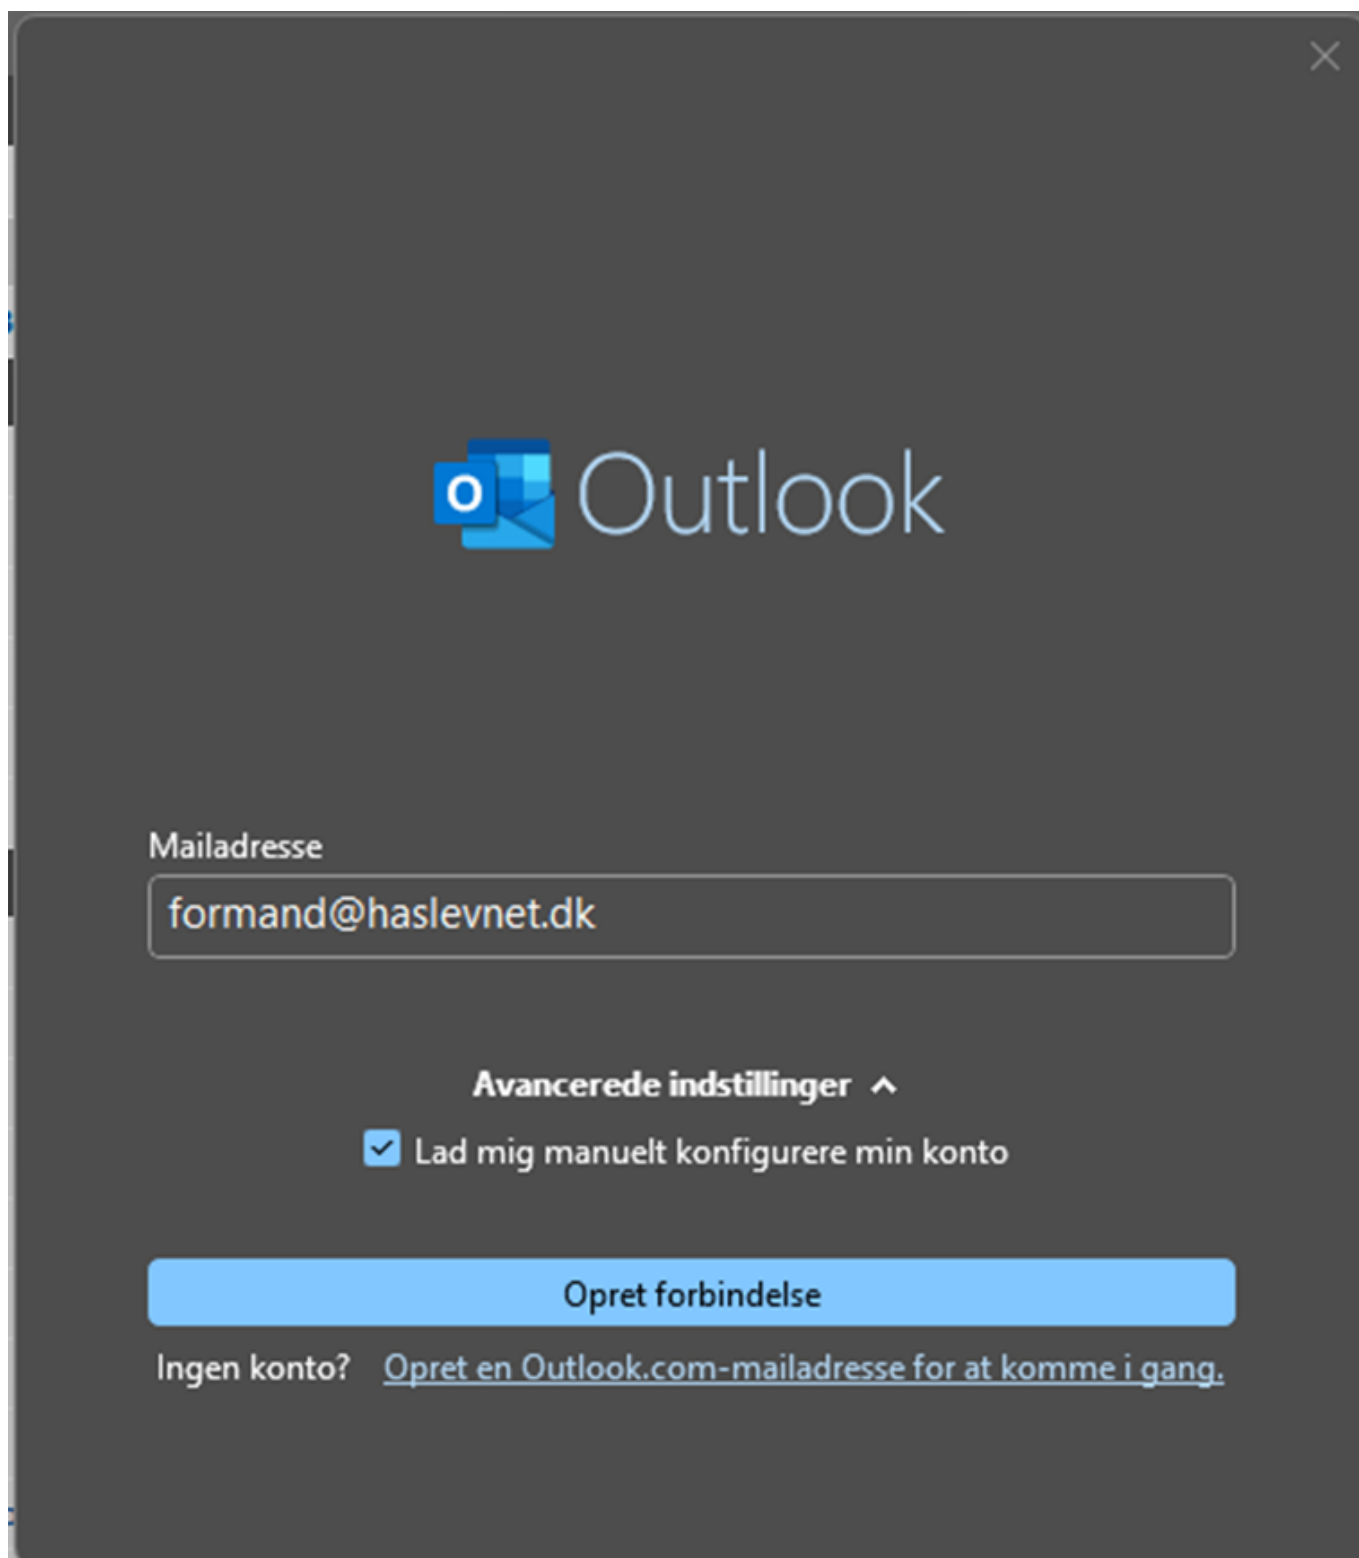 Outlook
Mailadresse
formand@haslevnet.dk
Avancerede indstillinger
Lad mig manuelt konfigurere min konto
Opret forbindelse
Ingen konto? Opret en Outlook.com-mailadresse for at komme i gang.